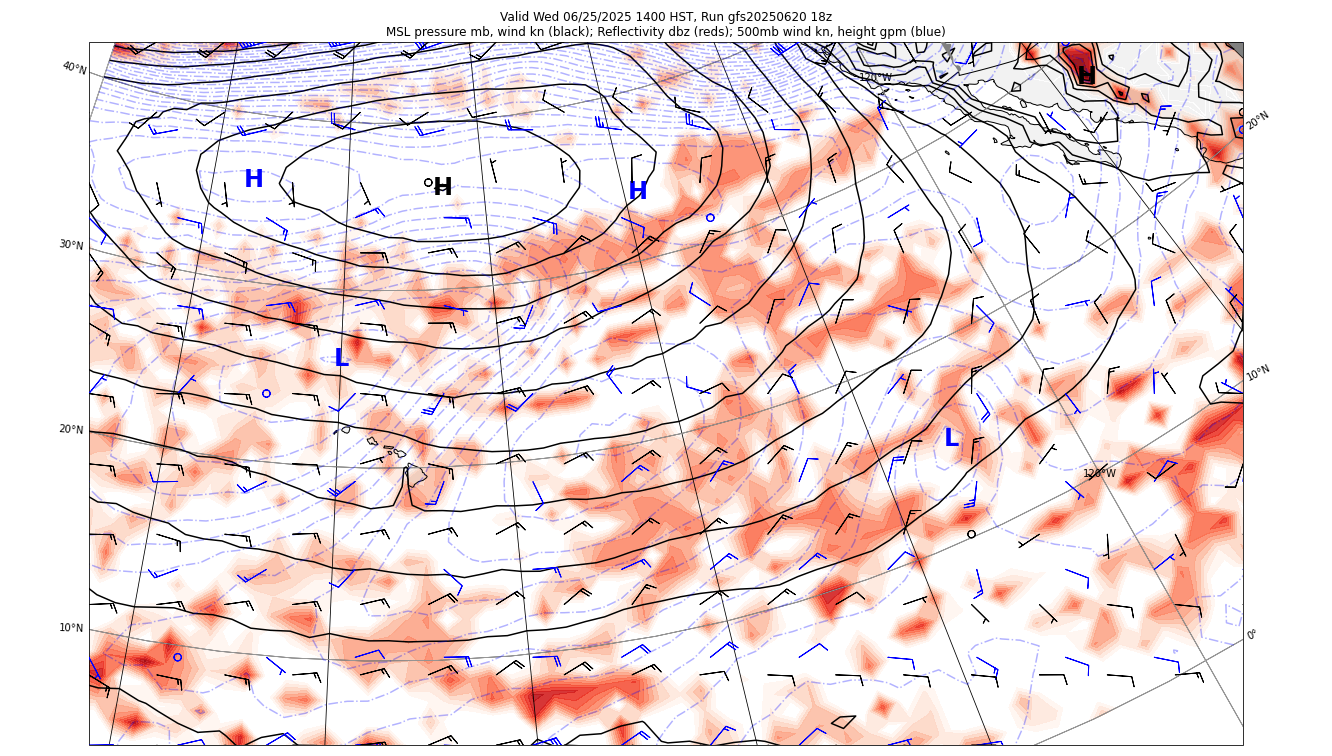 Valid Wed 06/25/2025 1400 HST, Run gfs20250620 18z
MSL pressure mb, wind kn (black); Reflectivity dbz (reds); 500mb wind kn, height gpm (blue)
40°N
120°W
H
20°N
H
H
H
30°N
L
10°N
20°N
L
120°W
10°N
0°